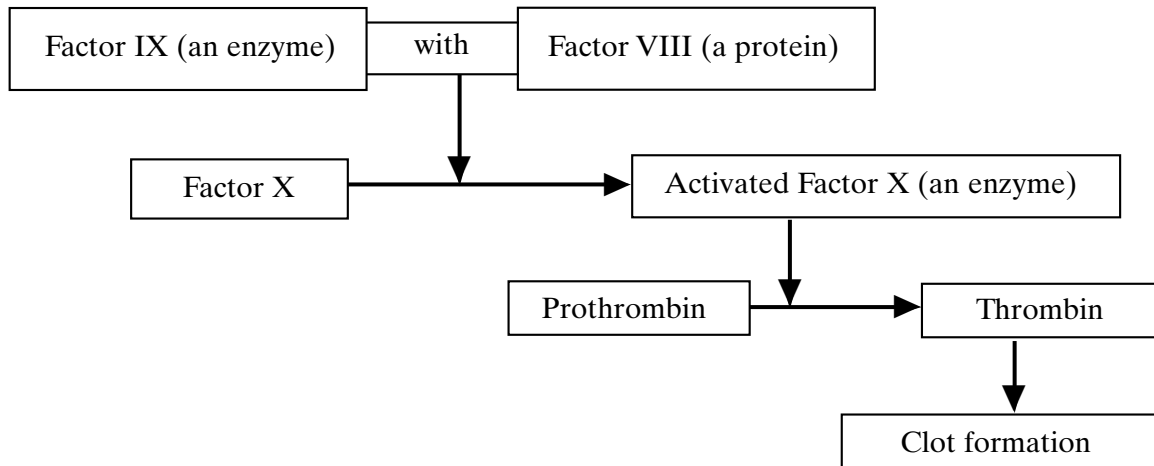 Factor IX (an enzyme)
with
Factor VIII (a protein)
Factor X
Activated Factor X (an enzyme)
Prothrombin
Thrombin
Clot formation